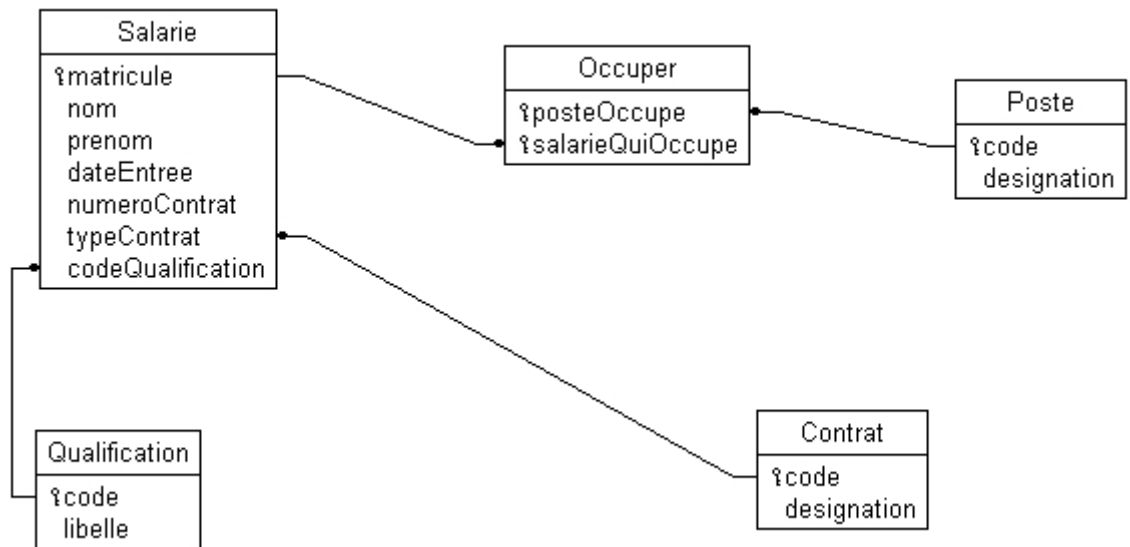 Salarie
matricule
nom
prenom
dateEntree
numeroContrat
typeContrat
codeQualification
Occuper
posteOccupe
salarieQuiOccupe
Poste
code
designation
Qualification
code
libelle
Contrat
code
designation